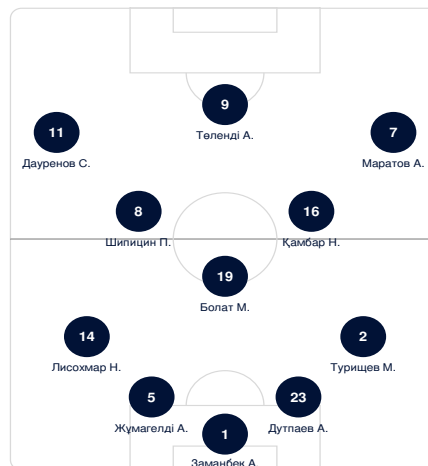 9
Төленді А.
11
Дауренов С.
7
Маратов А.
8
Шипицин П.
16
Қамбар Н.
19
Болат М.
14
Лисохмар Н.
2
Турищев М.
5
Жұмагелді А.
23
Дутпаев А.
1
Заманбек А